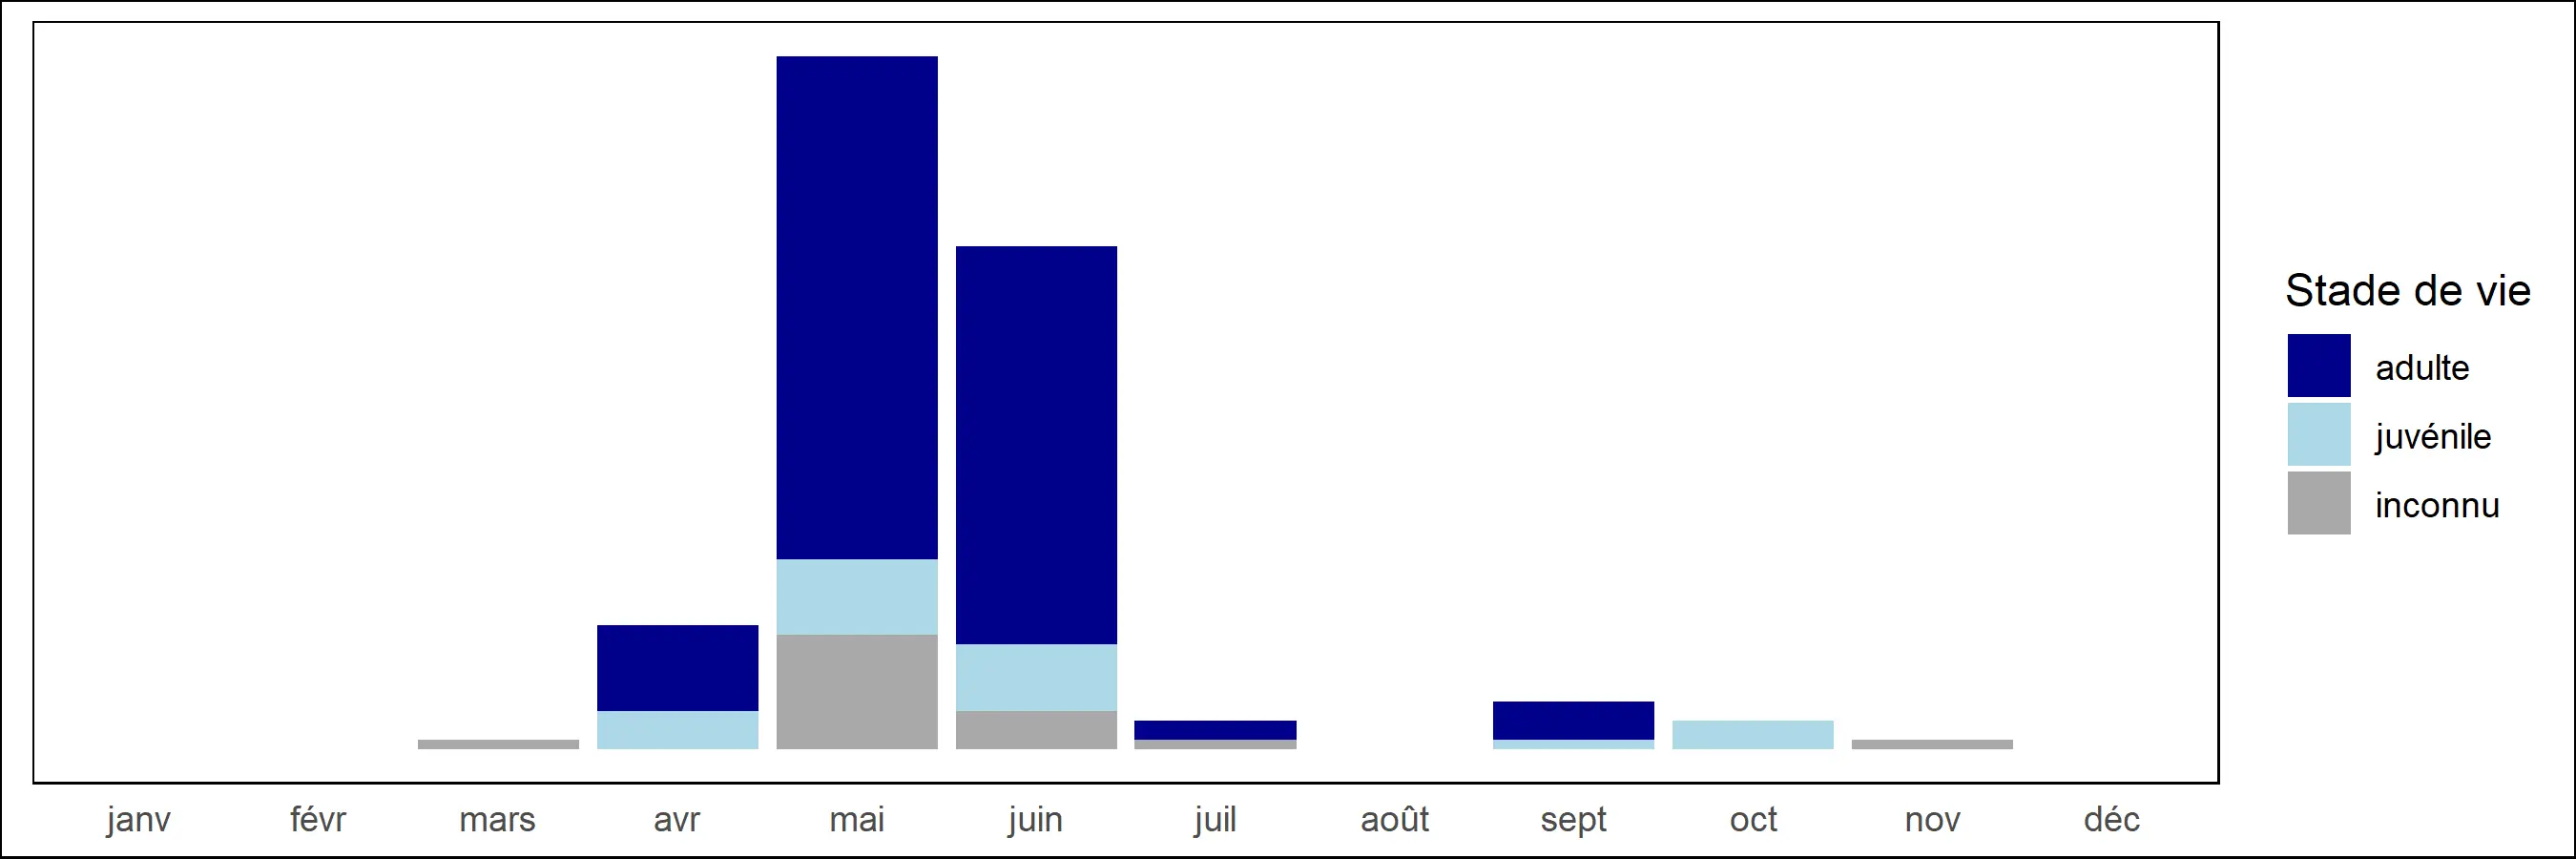 Stade de vie
adulte
juvénile
inconnu
janv févr mars avr mai juin juil août sept oct nov déc